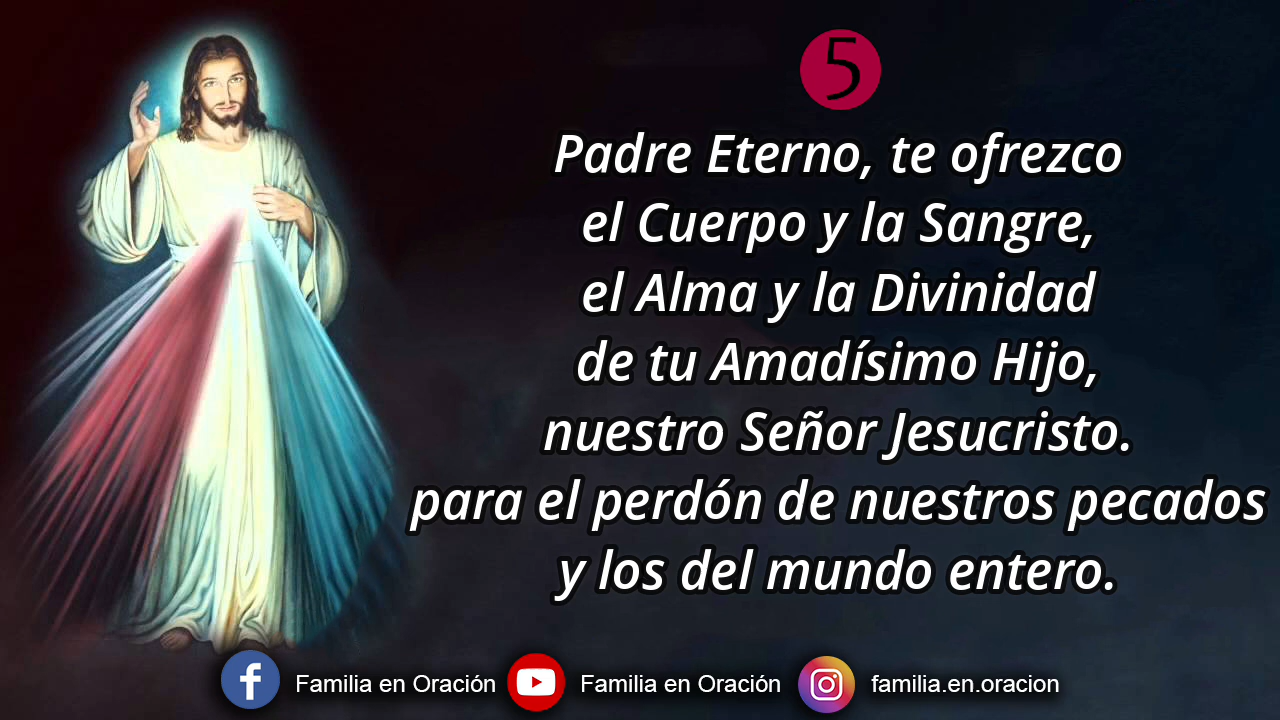 5
Padre Eterno, te ofrezco
el Cuerpo y la Sangre,
el Alma y la Divinidad
de tu Amadísimo Hijo,
nuestro Señor Jesucristo.
para el perdón de nuestros pecados
y los del mundo entero.
f Familia en Oración Familia en Oración familia.en.oracion